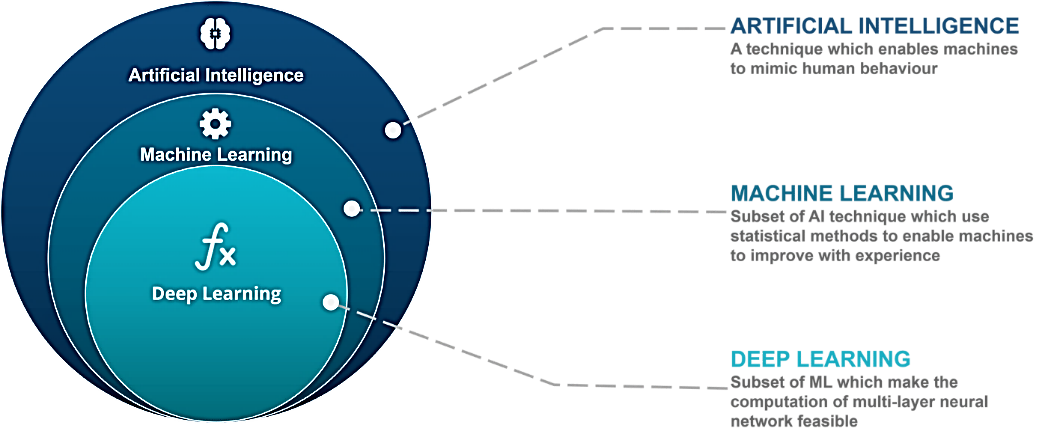 Artificial Intelligence
Machine Learning
fx
Deep Learning
ARTIFICIAL INTELLIGENCE
A technique which enables machines
to mimic human behaviour
MACHINE LEARNING
Subset of AI technique which use
statistical methods to enable machines
to improve with experience
DEEP LEARNING
Subset of ML which make the
computation of multi-layer neural
network feasible